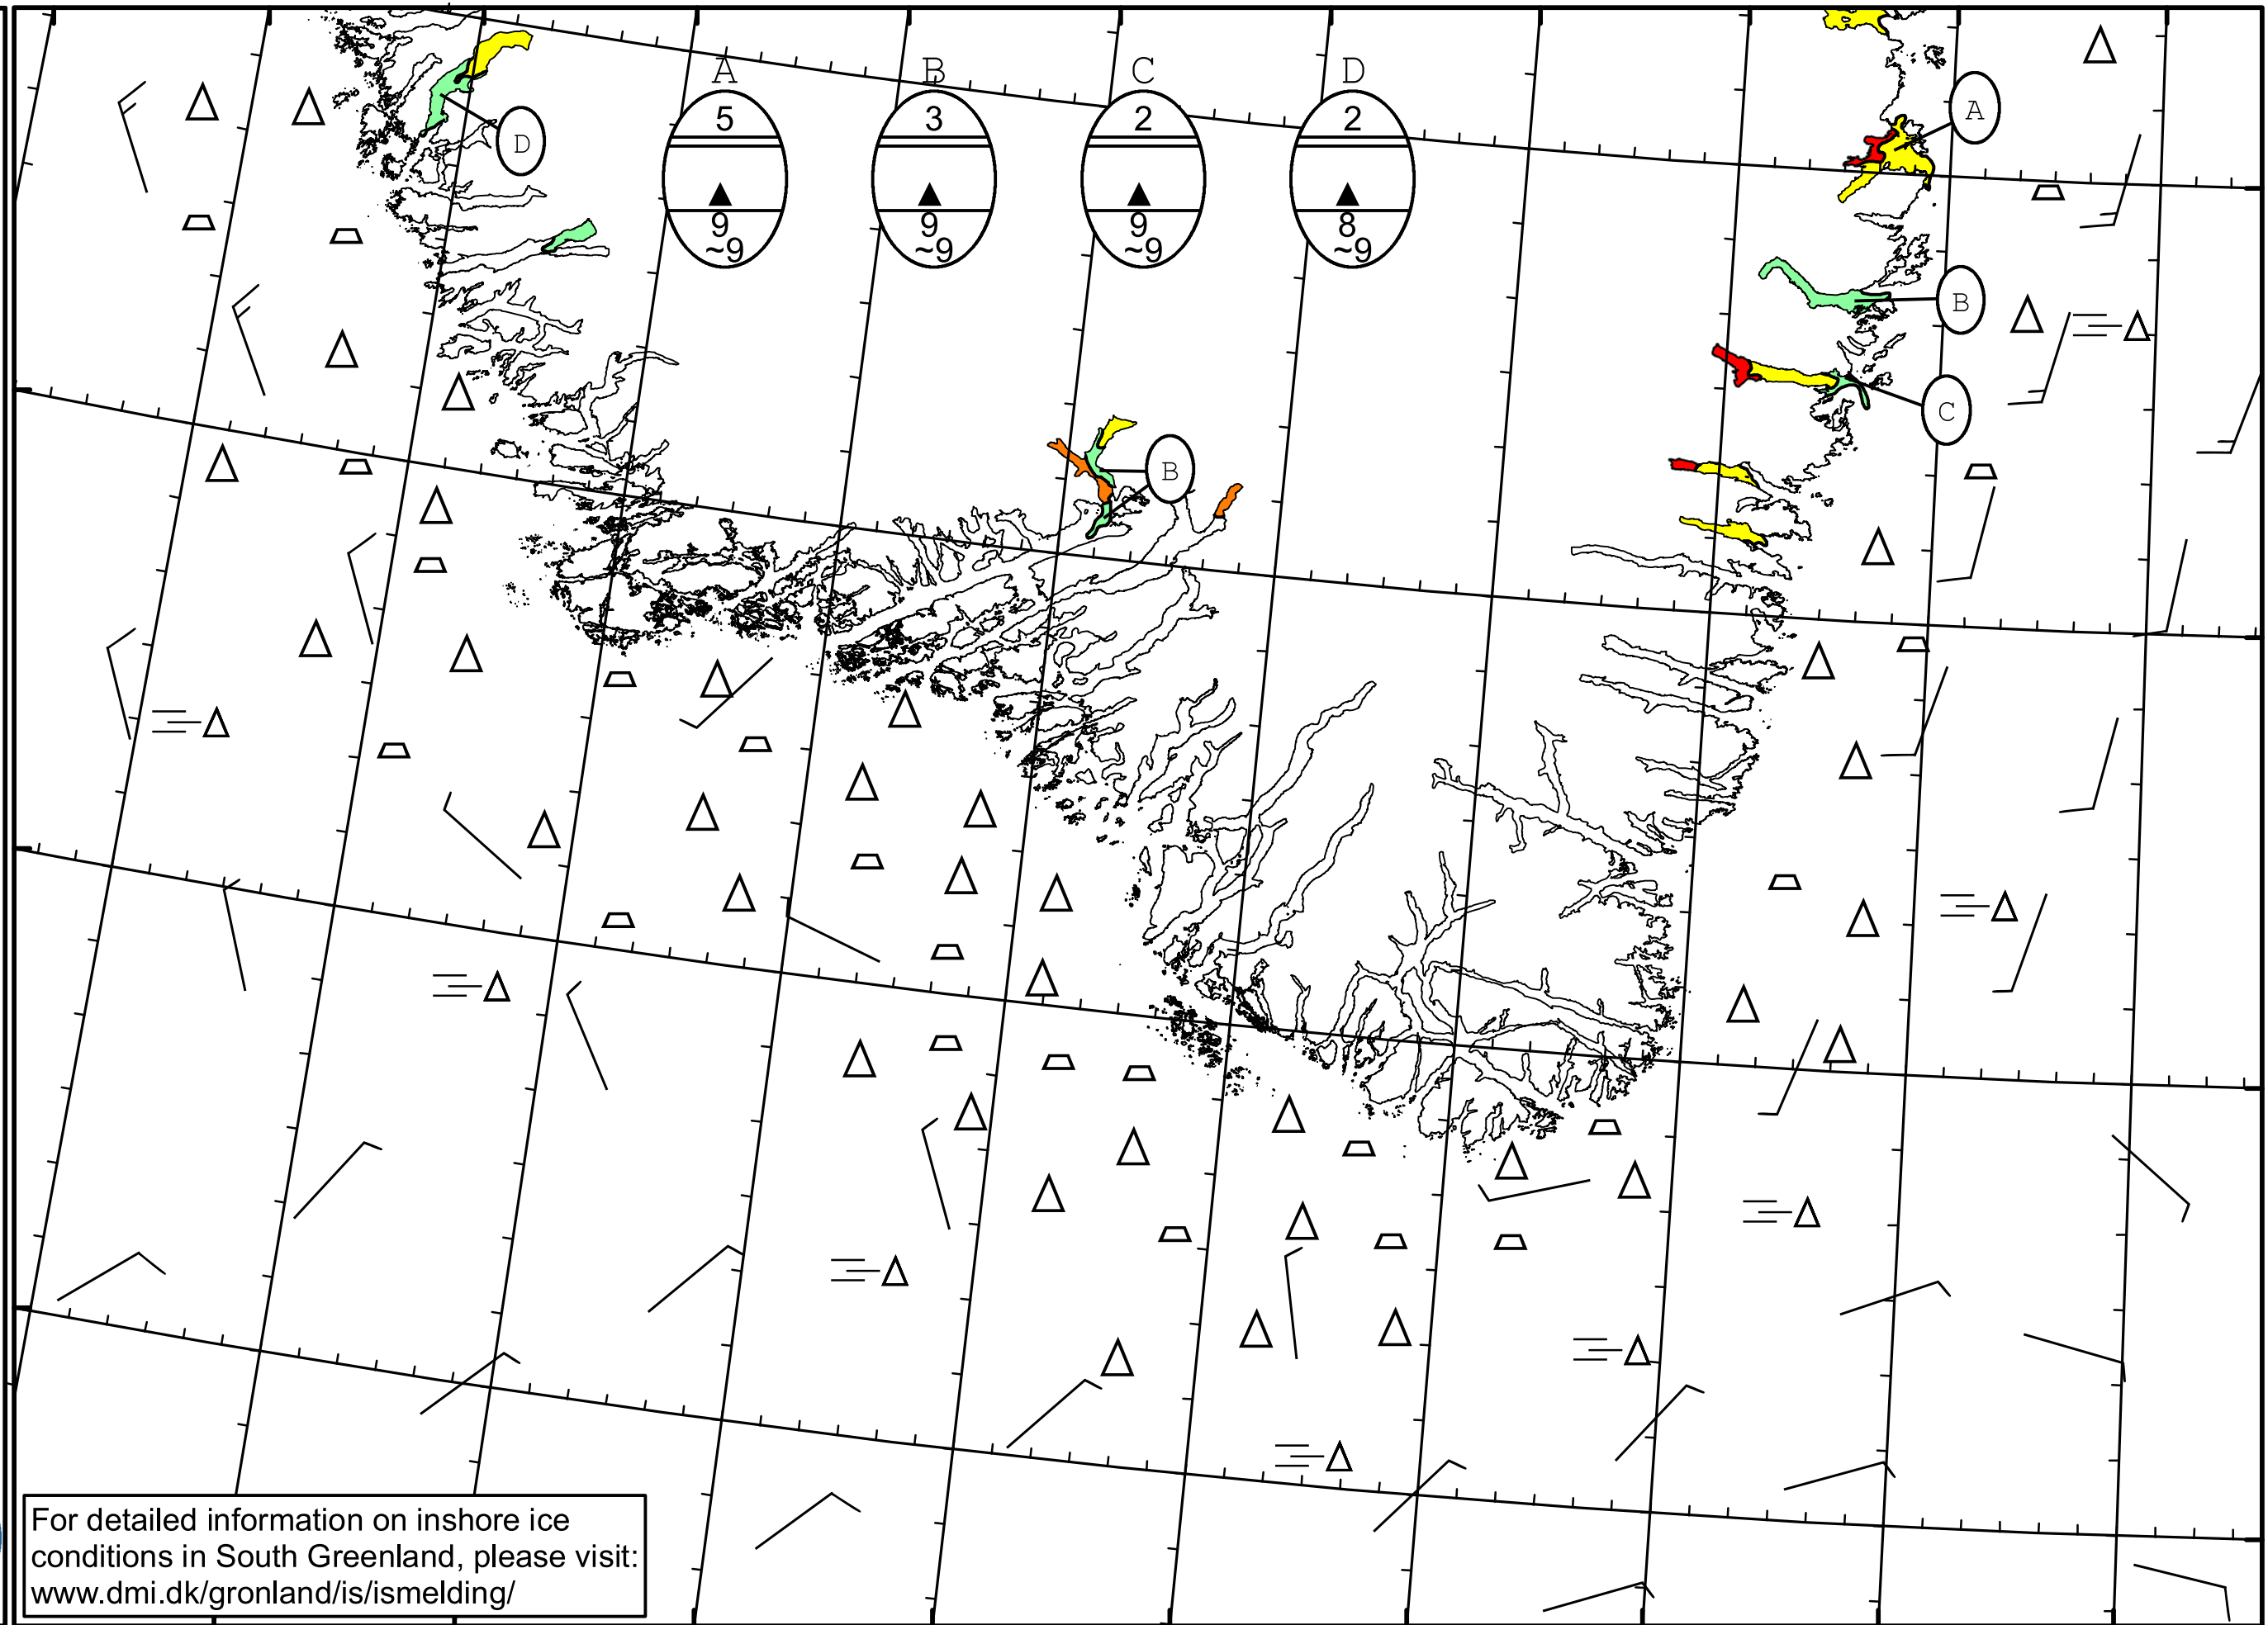 A B C D
5 3 2 2
9 9 9 8
~9 ~9 ~9 ~9
A
D
B
C
B
For detailed information on inshore ice
conditions in South Greenland, please visit:
www.dmi.dk/gronland/is/ismelding/